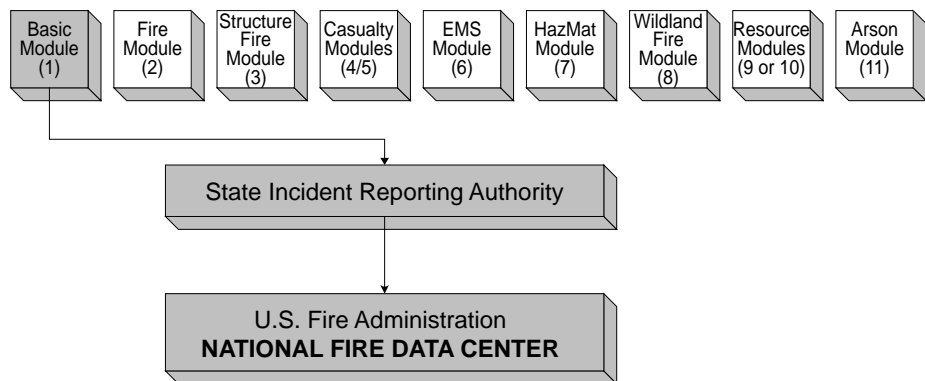 Basic
Module
(1)
Fire
Module
(2)
Structure
Fire
Module
(3)
Casualty
Modules
(4/5)
EMS
Module
(6)
HazMat
Module
(7)
Wildland
Fire
Module
(8)
Resource
Modules
(9 or 10)
Arson
Module
(11)
State Incident Reporting Authority
U.S. Fire Administration
NATIONAL FIRE DATA CENTER